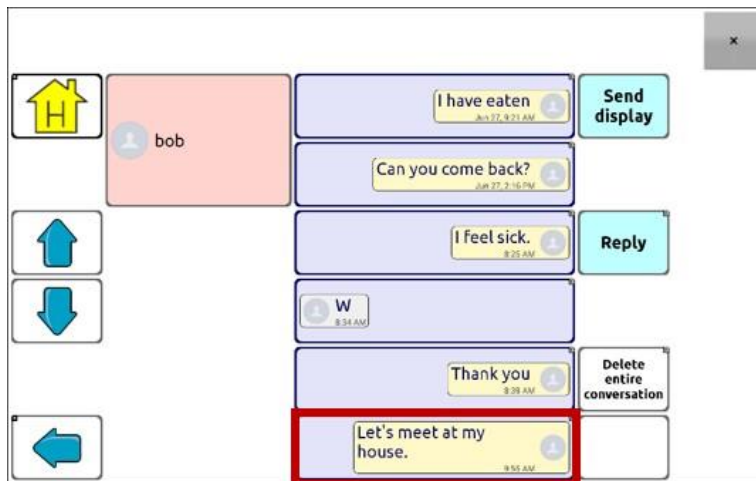 ×
H
bob
I have eaten
Jun 27, 9:21 AM
Send
display
Can you come back?
Jun 27, 2:16 PM
I feel sick.
8:25 AM
Reply
W
8:34 AM
Thank you
8:39 AM
Delete
entire
conversation
Let's meet at my
house.
9:55 AM